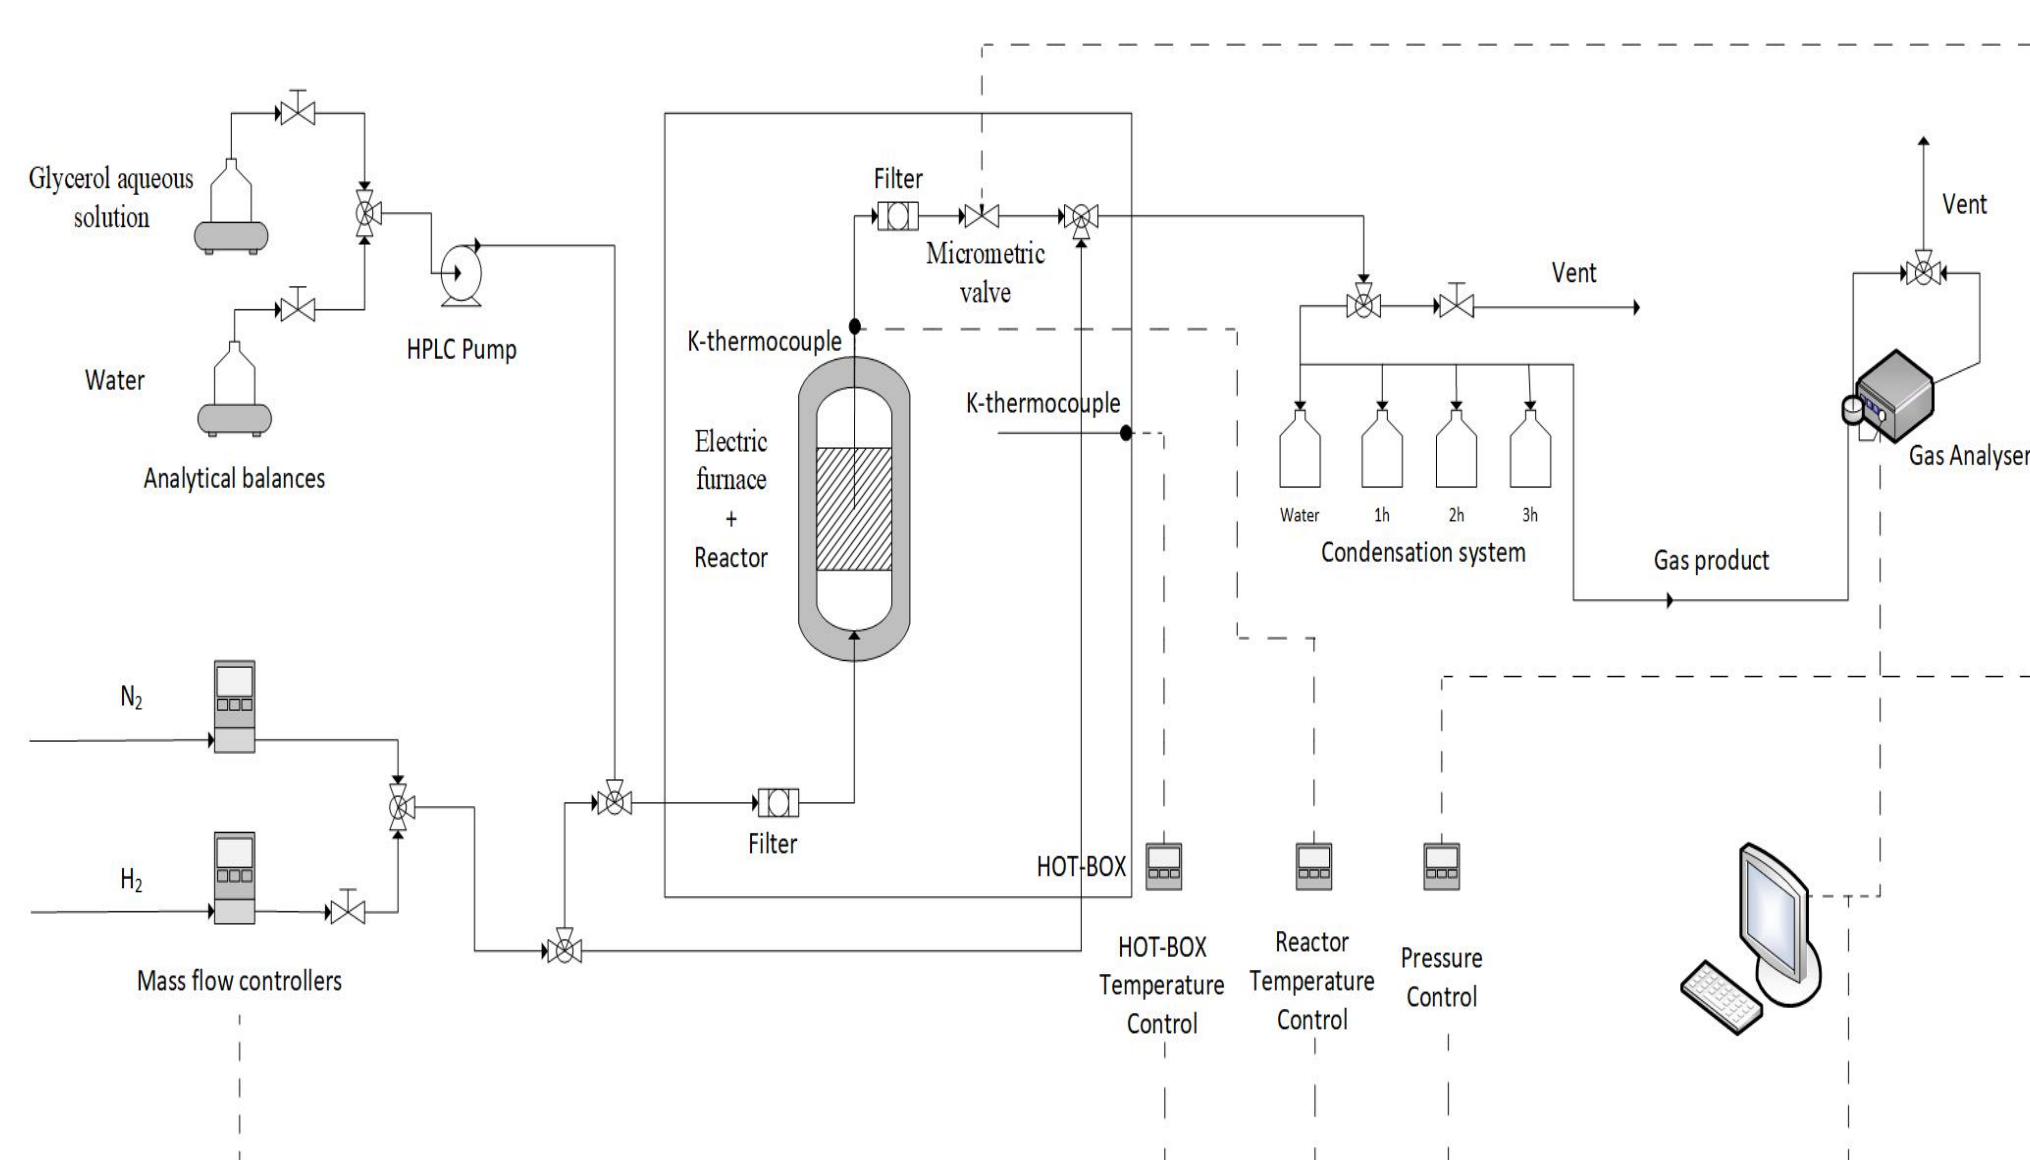 Glycerol aqueous
solution
Water
Analytical balances
HPLC Pump
N₂
H₂
Mass flow controllers
Filter
Micrometric
valve
K-thermocouple
K-thermocouple
Electric
furnace
+
Reactor
Filter
HOT-BOX
Vent
Water
1h
2h
3h
Condensation system
Gas product
Vent
Gas Analyser
HOT-BOX
Temperature
Control
Reactor
Temperature
Control
Pressure
Control